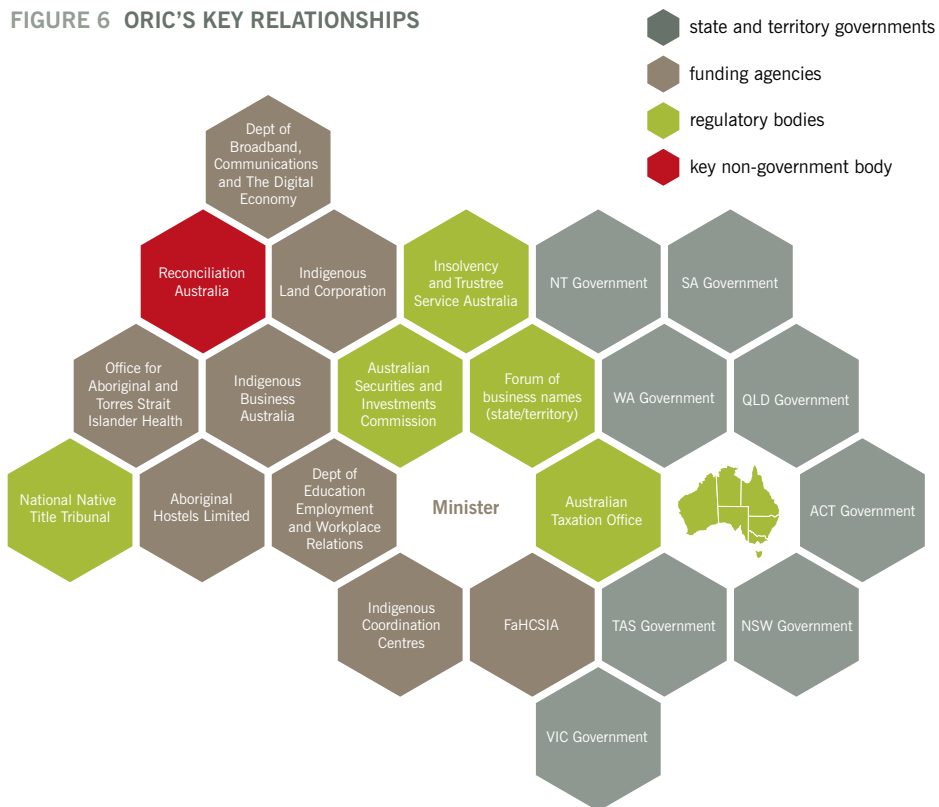 FIGURE 6 ORIC'S KEY RELATIONSHIPS
state and territory governments
funding agencies
regulatory bodies
key non-government body
Dept of
Broadband,
Communications
and The Digital
Economy
Reconciliation
Australia
Indigenous
Land Corporation
Insolvency
and Trustree
Service Australia
NT Government
SA Government
Office for
Aboriginal and
Torres Strait
Islander Health
Indigenous
Business
Australia
Australian
Securities and
Investments
Commission
Forum of
business names
(state/territory)
WA Government
QLD Government
National Native
Title Tribunal
Aboriginal
Hostels Limited
Dept of
Education
Employment
and Workplace
Relations
Minister
Australian
Taxation Office
ACT Government
Indigenous
Coordination
Centres
FaHCSIA
TAS Government
NSW Government
VIC Government